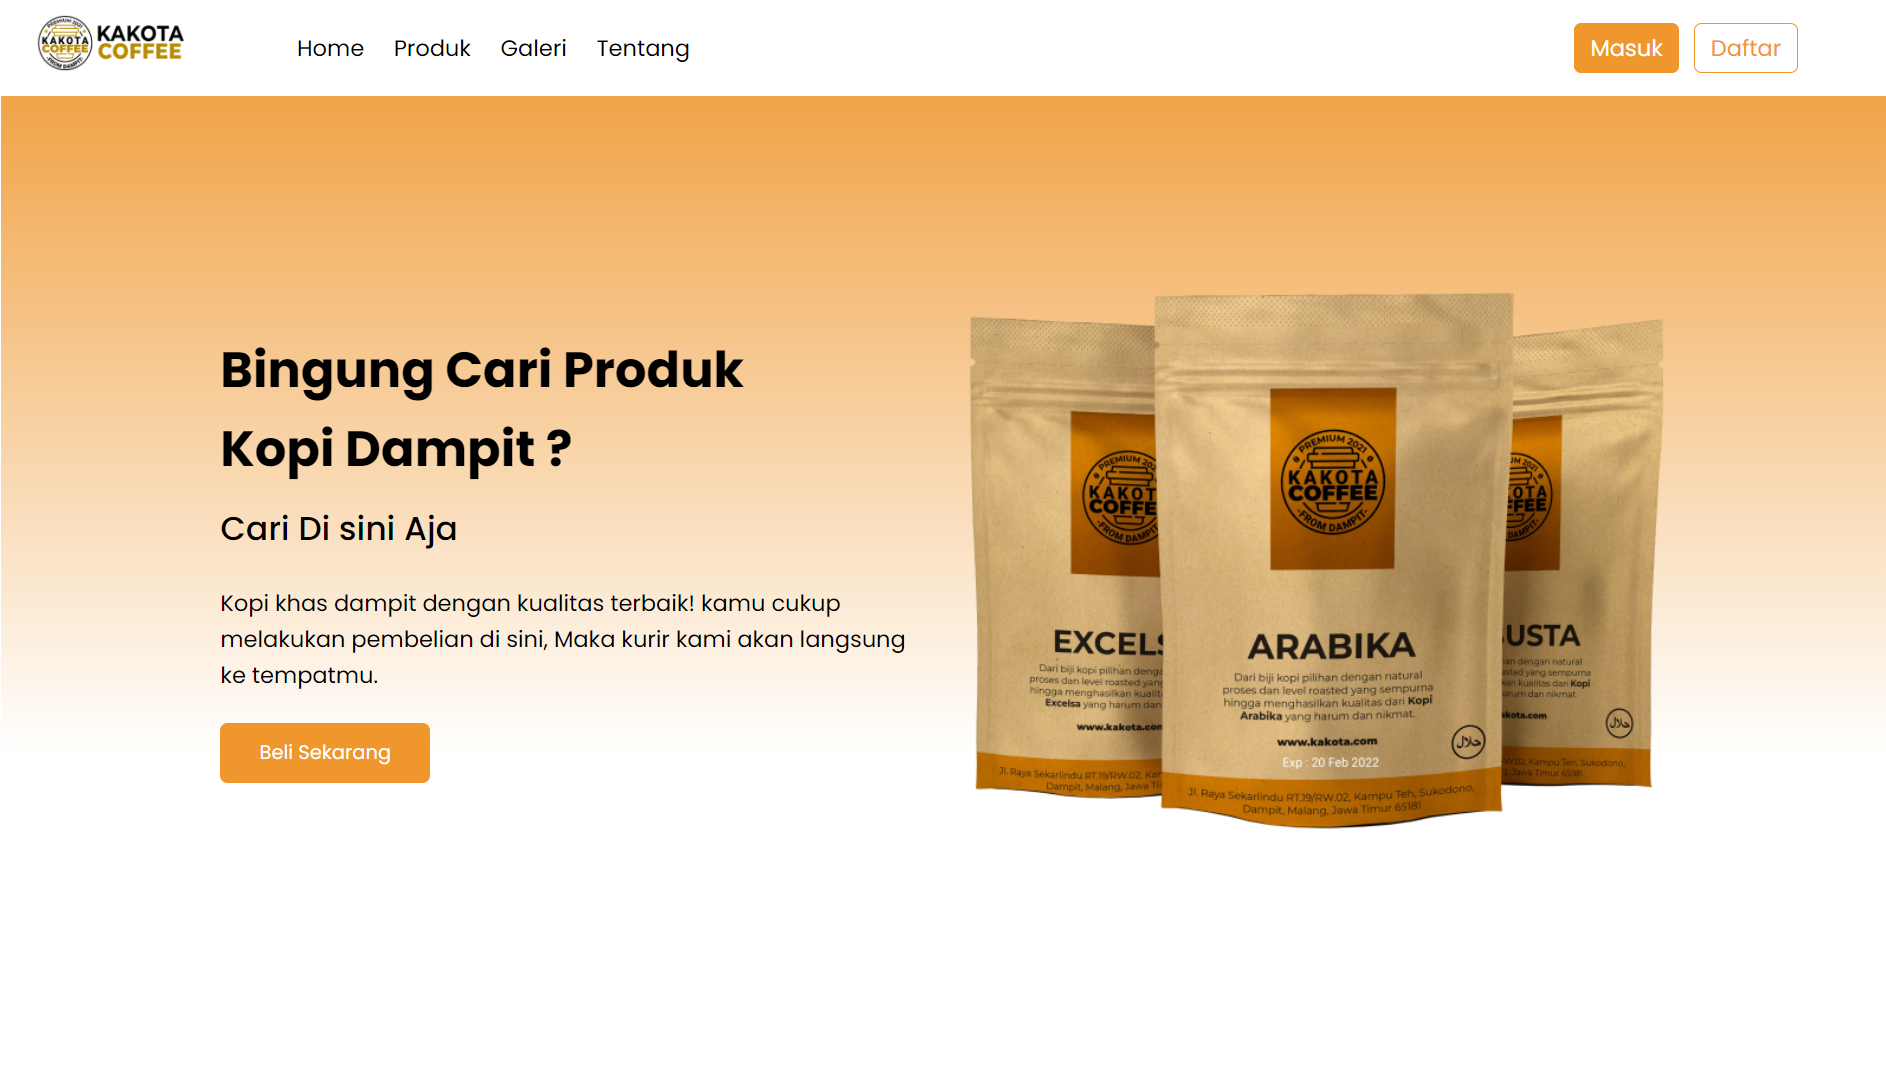 PREMIUM 2021
KAKOTA
COFFEE
FROM DAMPIT
KAKOTA
COFFEE
Home Produk Galeri Tentang
Masuk Daftar
Bingung Cari Produk
Kopi Dampit ?
Cari Di sini Aja
Kopi khas dampit dengan kualitas terbaik! kamu cukup
melakukan pembelian di sini, Maka kurir kami akan langsung
ke tempatmu.
Beli Sekarang
PREMIUM 202
KAKOT
COFFE
-FROM DAMPIT
EXCELS
Dari biji kopi pilihan denga
proses dan level roasted yang
hingga menghasilkan kualit
Excelsa yang harum dan
www.kakota.com
Jl. Raya Sekarlindu RT.19/RW.02, Kam
Dampit, Malang, Jawa Ti
PREMIUM 2021
KAKOTA
COFFEE
-FROM DAMPIT-
ARABIKA
Dari biji kopi pilihan dengan natural
proses dan level roasted yang sempurna
hingga menghasilkan kualitas dari Kopi
Arabika yang harum dan nikmat.
www.kakota.com
حلال
Exp : 20 Feb 2022
Jl. Raya Sekarlindu RT.19/RW.02, Kampu Teh, Sukodono,
Dampit, Malang, Jawa Timur 65181
OTA
FEE
DAMPIT-
USTA
an dengan natural
asted yang sempurna
kan kualitas dari Kopi
arum dan nikmat.
akota.com
حلال
W.02, Kampu Teh, Sukodono,
g, Jawa Timur 65181